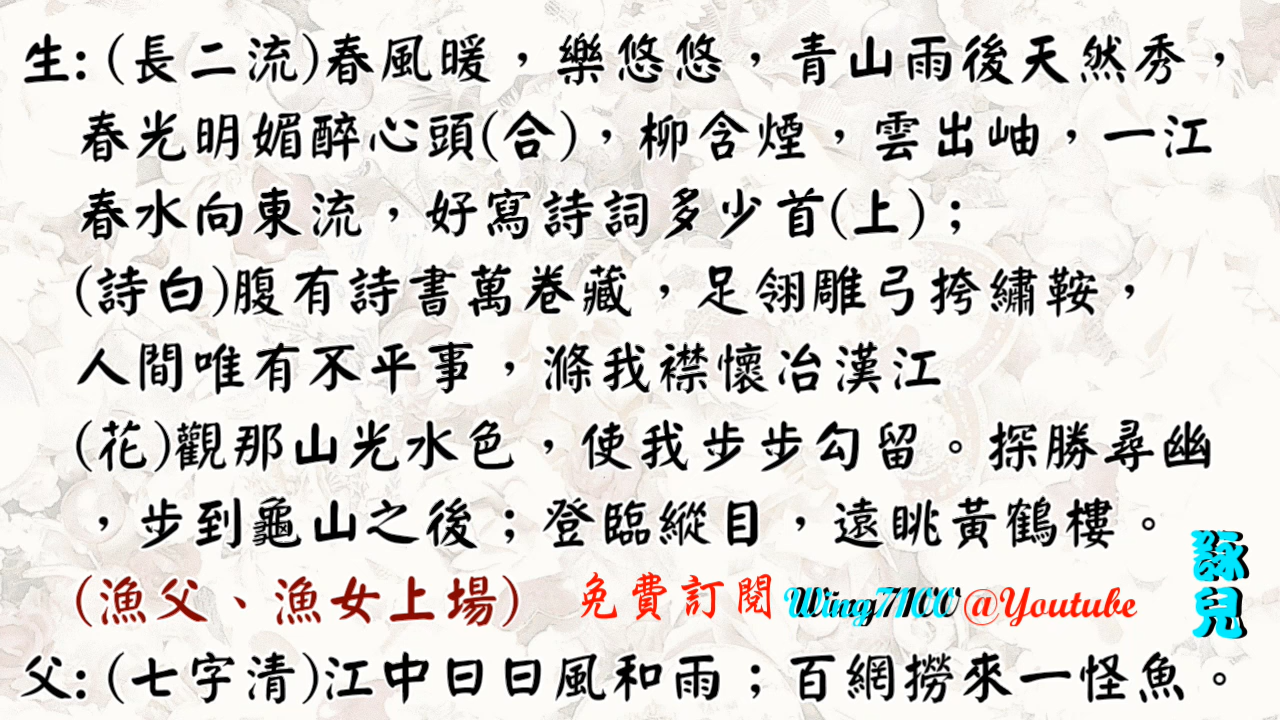 生: (長二流)春風暖，樂悠悠，青山雨後天然秀，
春光明媚醉心頭(合)，柳含煙，雲出岫，一江
春水向東流，好寫詩詞多少首(上)；
(詩白)腹有詩書萬卷藏，足翎雕弓挎繡鞍，
人間唯有不平事，滌我襟懷冶漢江
(花)觀那山光水色，使我步步勾留。探勝尋幽
，步到龜山之後；登臨縱目，遠眺黃鶴樓。
(漁父、漁女上場) 免費訂閱 Wing7100@Youtube
詠兒
父: (七字清)江中日日風和雨；百網撈來一怪魚。